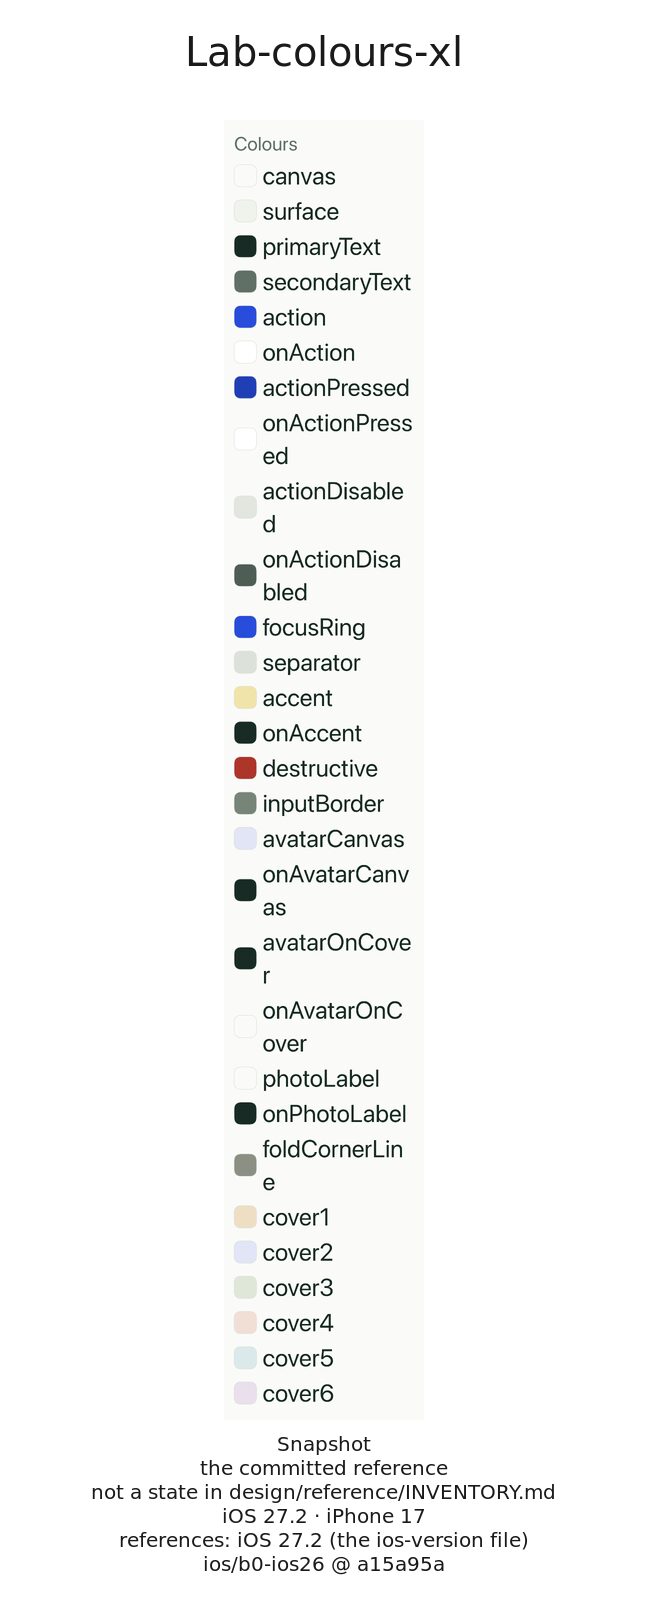 Lab-colours-xl
Colours
canvas
surface
primaryText
secondaryText
action
onAction
actionPressed
onActionPress
ed
actionDisable
d
onActionDisa
bled
focusRing
separator
accent
onAccent
destructive
inputBorder
avatarCanvas
onAvatarCanv
as
avatarOnCove
r
onAvatarOnC
over
photoLabel
onPhotoLabel
foldCornerLin
e
cover1
cover2
cover3
cover4
cover5
cover6
Snapshot
the committed reference
not a state in design/reference/INVENTORY.md
iOS 27.2 · iPhone 17
references: iOS 27.2 (the ios-version file)
ios/b0-ios26 @ a15a95a